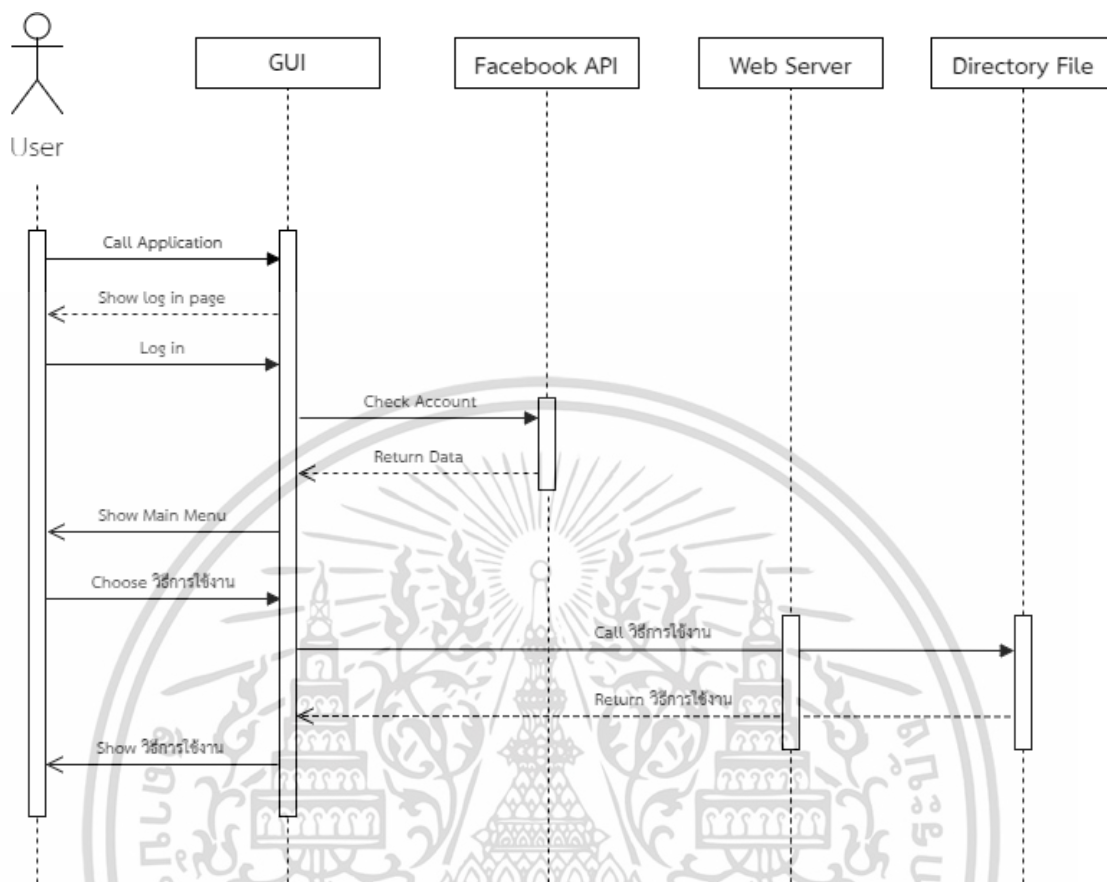 GUI
Facebook API
Web Server
Directory File
User
Call Application
Show log in page
Log in
Check Account
Return Data
Show Main Menu
Choose วิธีการใช้งาน
Call วิธีการใช้งาน
Return วิธีการใช้งาน
Show วิธีการใช้งาน